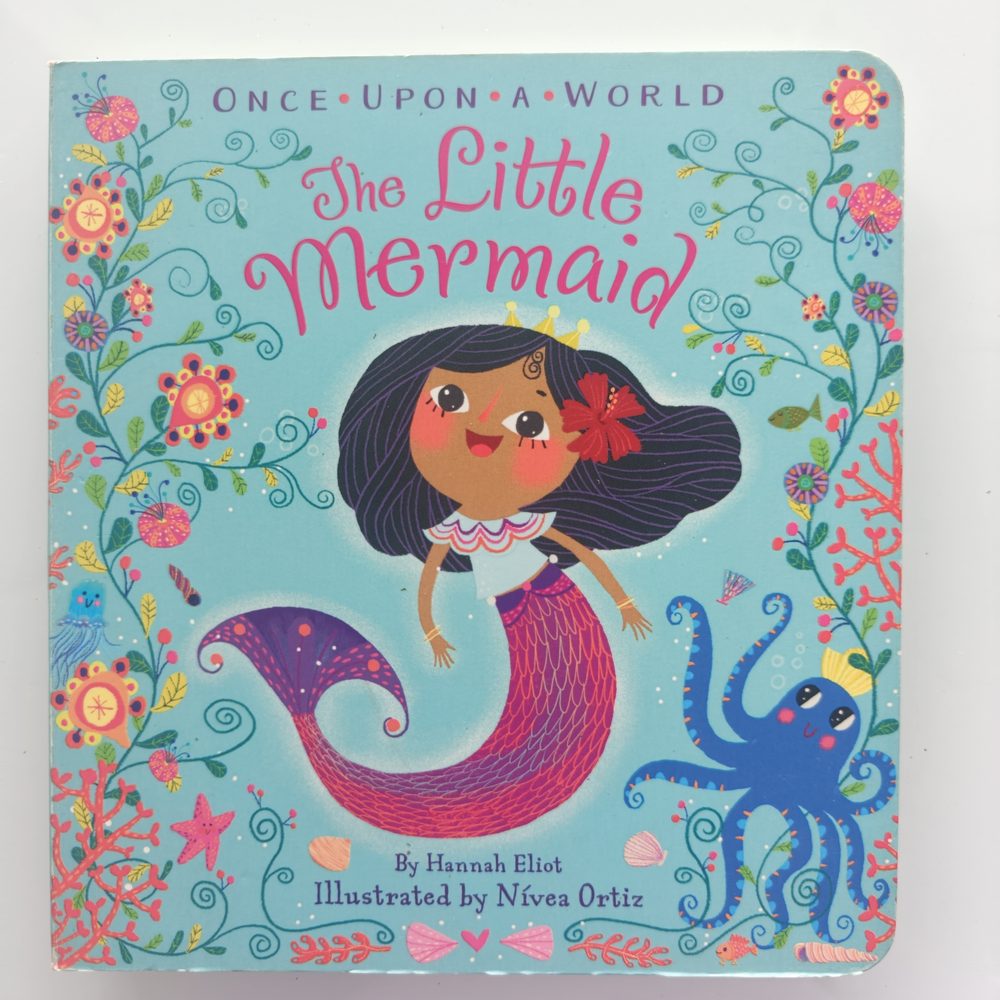 ONCE • UPON • A • WORLD
The Little
Mermaid
By Hannah Eliot
Illustrated by Nívea Ortiz